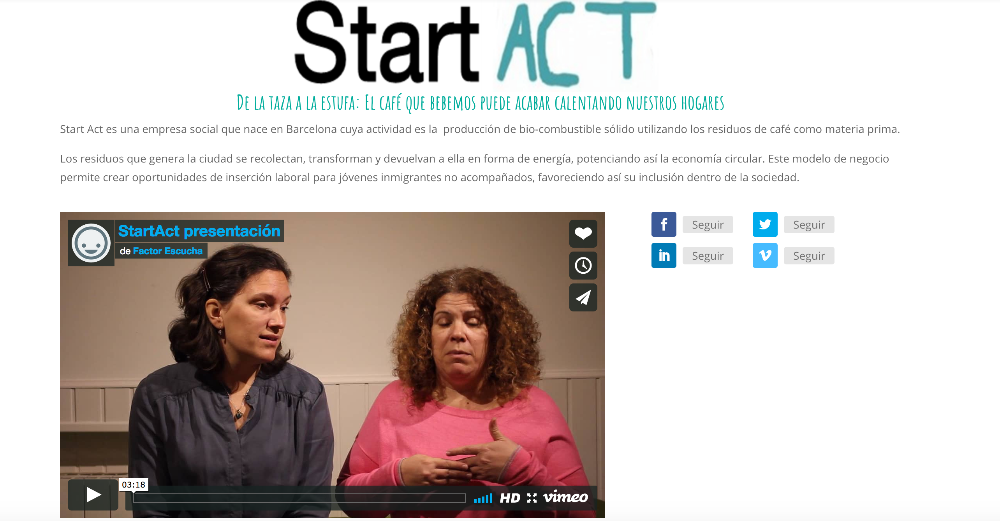 Start ACT
De la taza a la estufa: El café que bebemos puede acabar calentando nuestros hogares
Start Act es una empresa social que nace en Barcelona cuya actividad es la  producción de bio-combustible sólido utilizando los residuos de café como materia prima.
Los residuos que genera la ciudad se recolectan, transforman y devuelvan a ella en forma de energía, potenciando así la economía circular. Este modelo de negocio
permite crear oportunidades de inserción laboral para jóvenes inmigrantes no acompañados, favoreciendo así su inclusión dentro de la sociedad.
StartAct presentación
de Factor Escucha
f Seguir
Seguir
in Seguir
v Seguir
03:18
HD vimeo